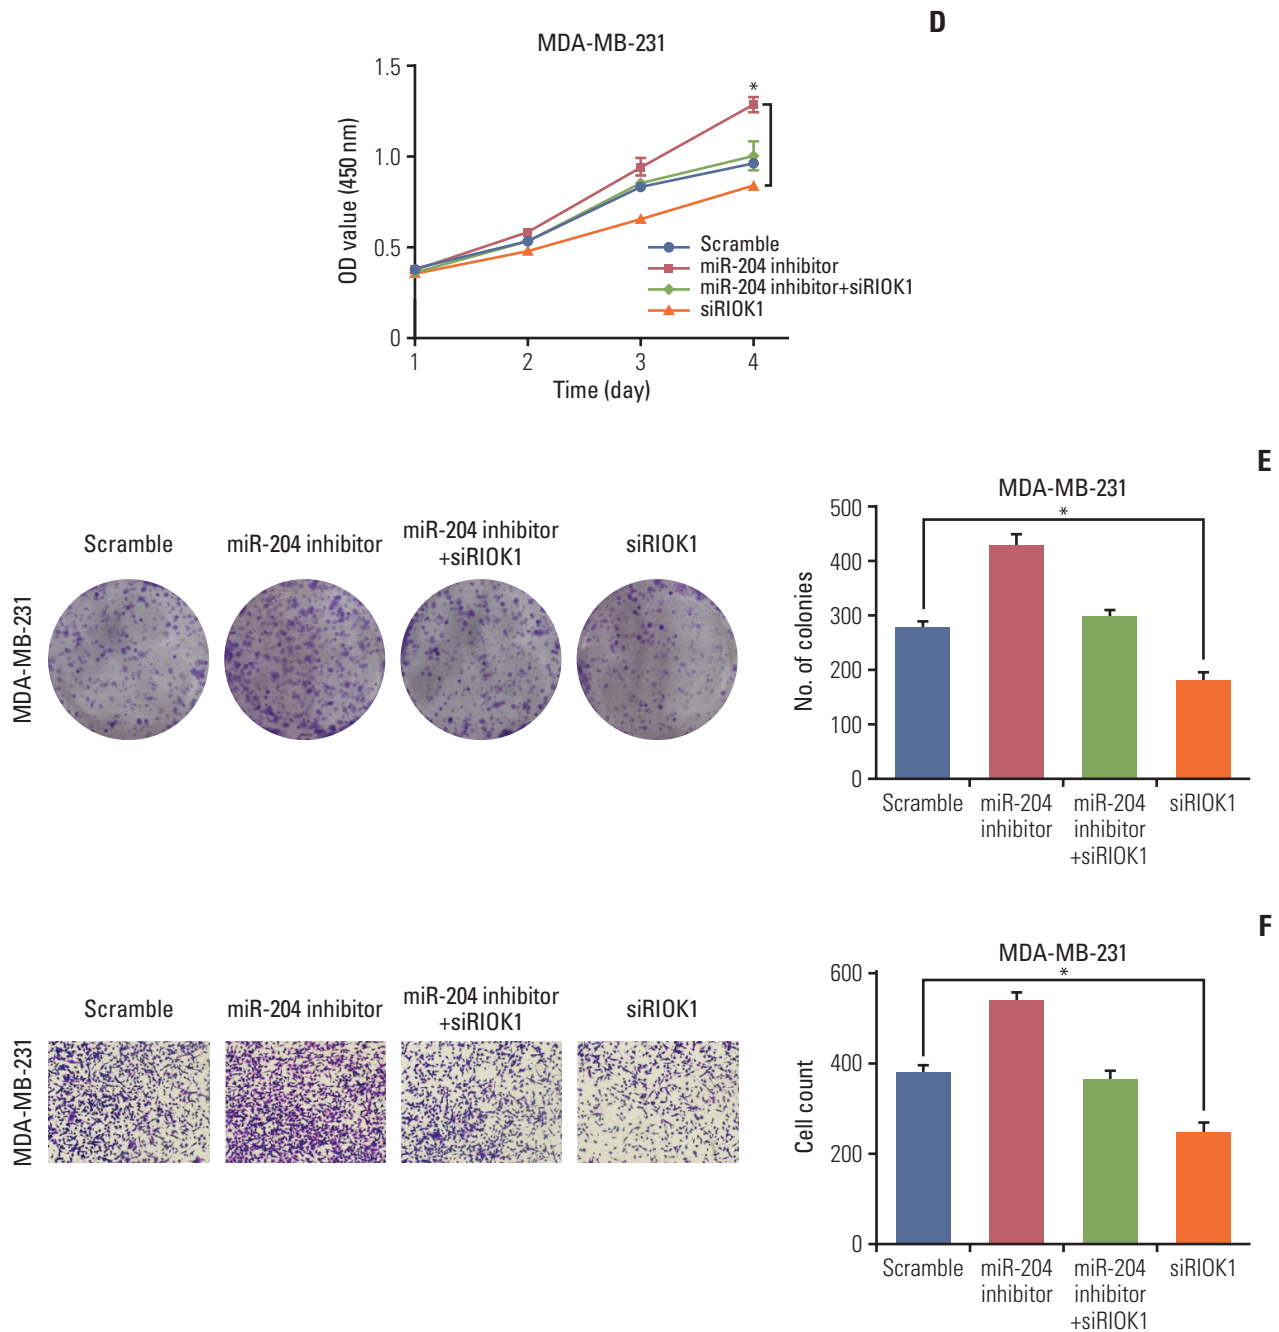 D
MDA-MB-231
1.5
1.0
0.5
0
OD value (450 nm)
*
Scramble
miR-204 inhibitor
miR-204 inhibitor+siRIOK1
siRIOK1
1 2 3 4
Time (day)
E
MDA-MB-231
Scramble
miR-204 inhibitor
miR-204 inhibitor
+siRIOK1
siRIOK1
MDA-MB-231
*
500
400
300
200
100
0
No. of colonies
Scramble
miR-204
inhibitor
miR-204
inhibitor
+siRIOK1
siRIOK1
F
MDA-MB-231
Scramble
miR-204 inhibitor
miR-204 inhibitor
+siRIOK1
siRIOK1
MDA-MB-231
*
600
400
200
0
Cell count
Scramble
miR-204
inhibitor
miR-204
inhibitor
+siRIOK1
siRIOK1